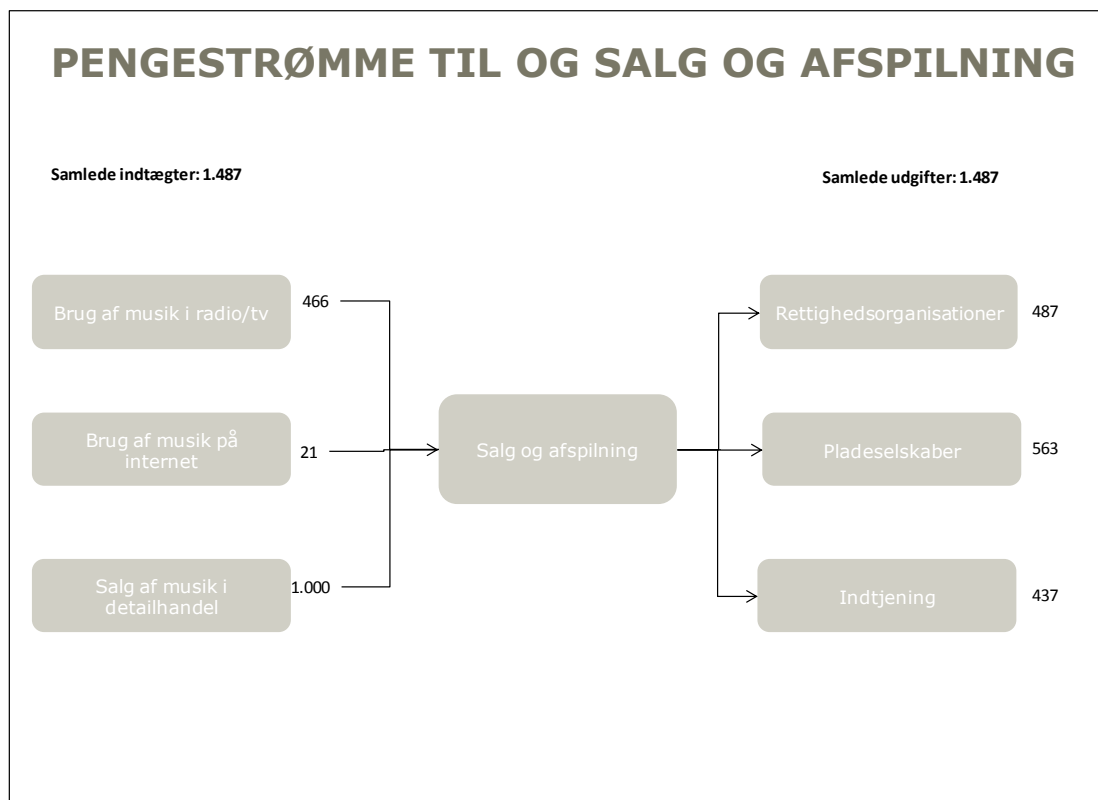 PENGESTRØMME TIL OG SALG OG AFSPILNING
Samlede indtægter: 1.487
Samlede udgifter: 1.487
Brug af musik i radio/tv
466
Rettighedsorganisationer
487
Brug af musik på
internet
21
Salg og afspilning
Pladeselskaber
563
Salg af musik i
detailhandel
1.000
Indtjening
437